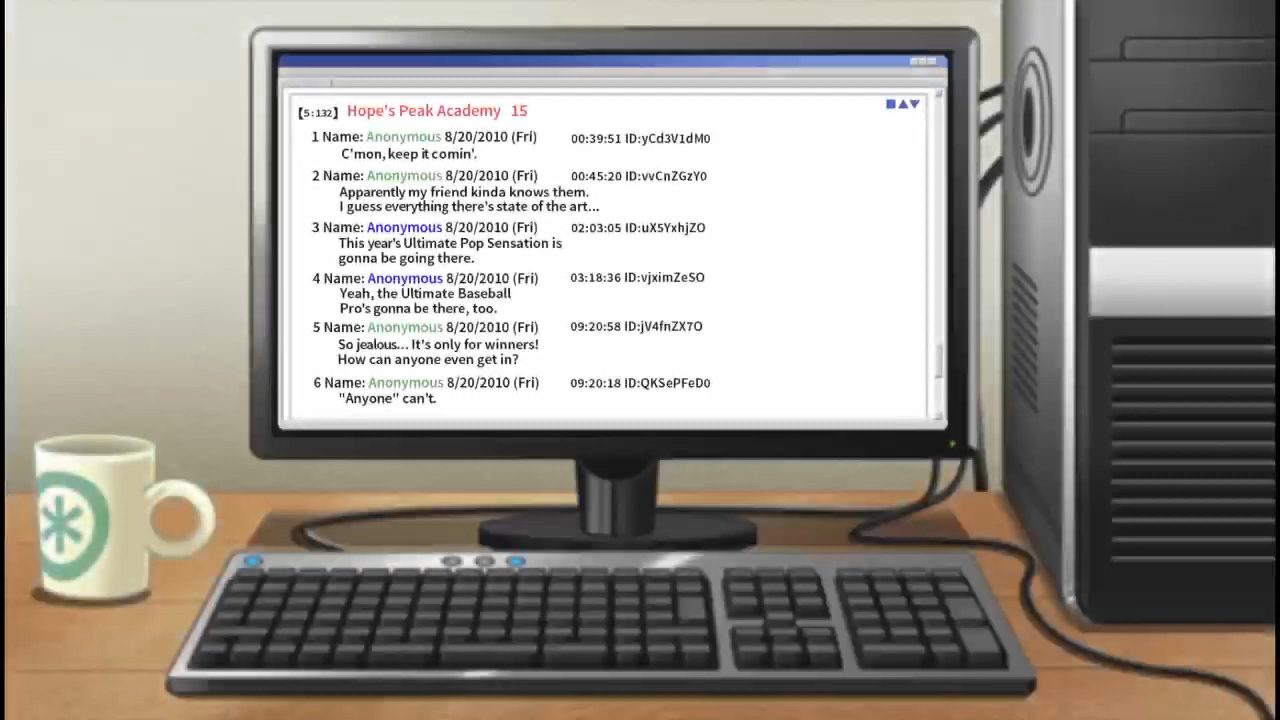 【5:132】 Hope's Peak Academy 15
1 Name: Anonymous 8/20/2010 (Fri) 00:39:51 ID:yCd3V1dM0
C'mon, keep it comin'.
2 Name: Anonymous 8/20/2010 (Fri) 00:45:20 ID:vvCnZGzY0
Apparently my friend kinda knows them.
I guess everything there's state of the art...
3 Name: Anonymous 8/20/2010 (Fri) 02:03:05 ID:uX5YxhjZO
This year's Ultimate Pop Sensation is
gonna be going there.
4 Name: Anonymous 8/20/2010 (Fri) 03:18:36 ID:vjximZeSO
Yeah, the Ultimate Baseball
Pro's gonna be there, too.
5 Name: Anonymous 8/20/2010 (Fri) 09:20:58 ID:jV4fnZX7O
So jealous... It's only for winners!
How can anyone even get in?
6 Name: Anonymous 8/20/2010 (Fri) 09:20:18 ID:QKSePFeD0
"Anyone" can't.